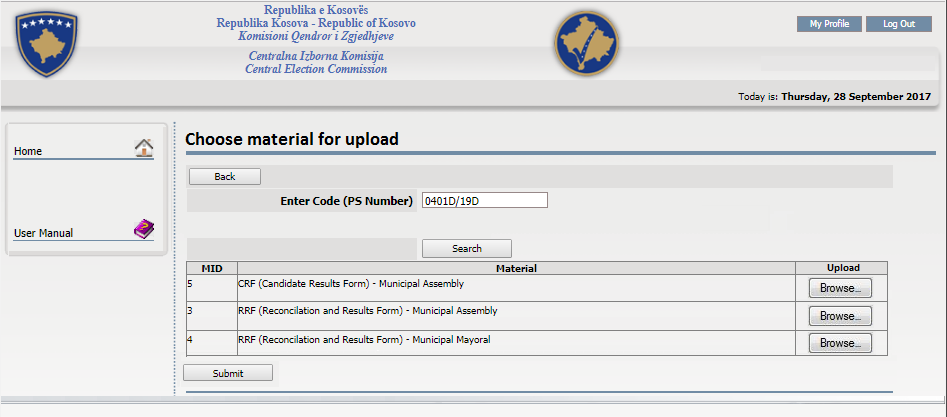 Republika e Kosovës
Republika Kosova - Republic of Kosovo
Komisioni Qendror i Zgjedhjeve
Centralna Izborna Komisija
Central Election Commission
My Profile Log Out
Today is: Thursday, 28 September 2017
Home
User Manual
Choose material for upload
Back
Enter Code (PS Number) 0401D/19D
Search
MID Material Upload
5 CRF (Candidate Results Form) - Municipal Assembly Browse...
3 RRF (Reconcilation and Results Form) - Municipal Assembly Browse...
4 RRF (Reconcilation and Results Form) - Municipal Mayoral Browse...
Submit